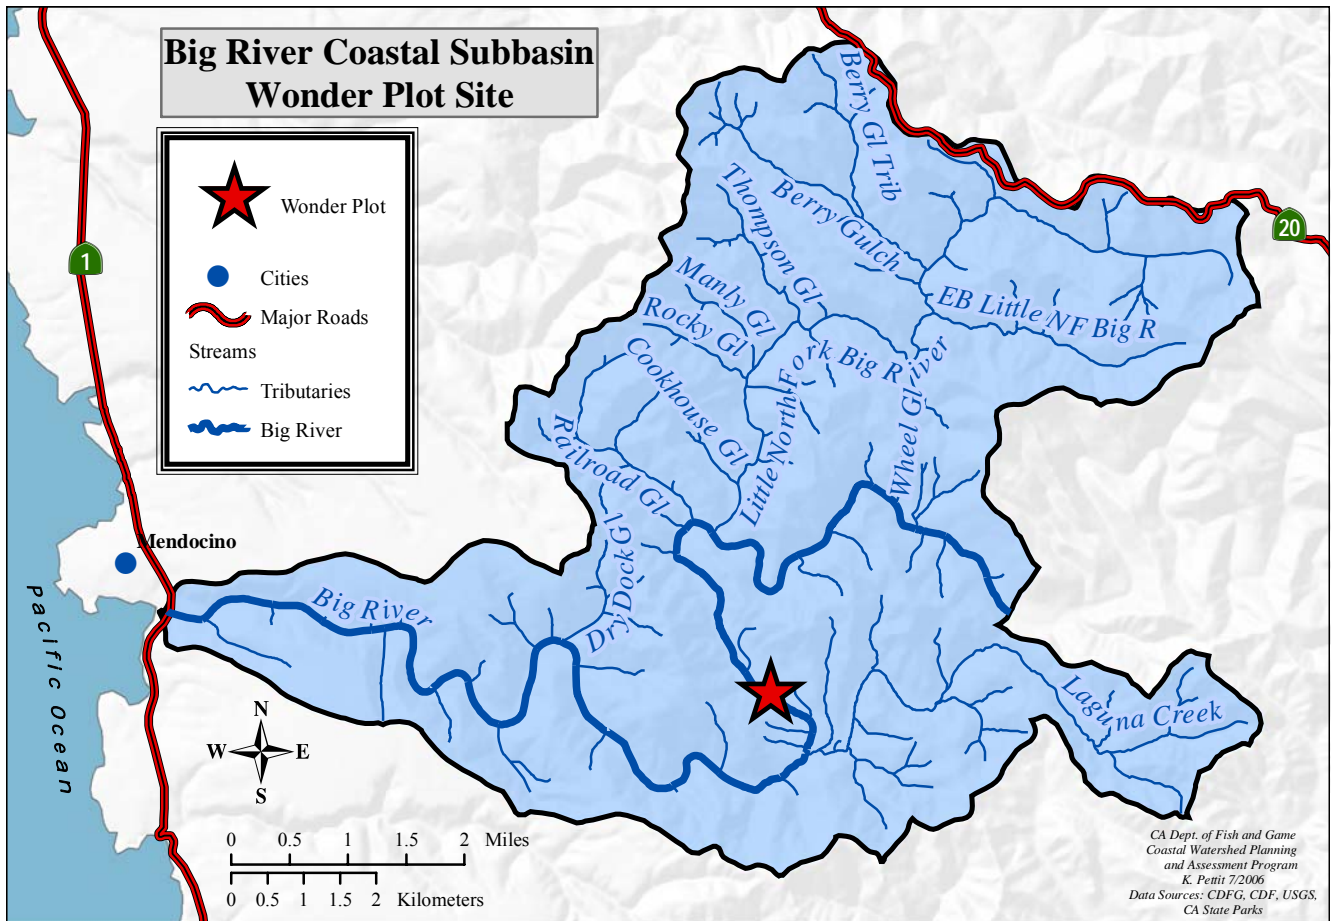 Big River Coastal Subbasin
Wonder Plot Site
Wonder Plot
Cities
Major Roads
Streams
Tributaries
Big River
1
20
Berry Gl Trib
Thompson Gl
Berry Gulch
Manly Gl
Rocky Gl
EB Little NF Big R
Cookhouse Gl
Little North Fork Big River
Wheel Gl
Railroad Gl
Dry Dock Gl
Mendocino
Big River
Laguna Creek
Pacific Ocean
N
W E
S
0 0.5 1 1.5 2 Miles
0 0.5 1 1.5 2 Kilometers
CA Dept. of Fish and Game
Coastal Watershed Planning
and Assessment Program
K. Pettit 7/2006
Data Sources: CDFG, CDF, USGS,
CA State Parks